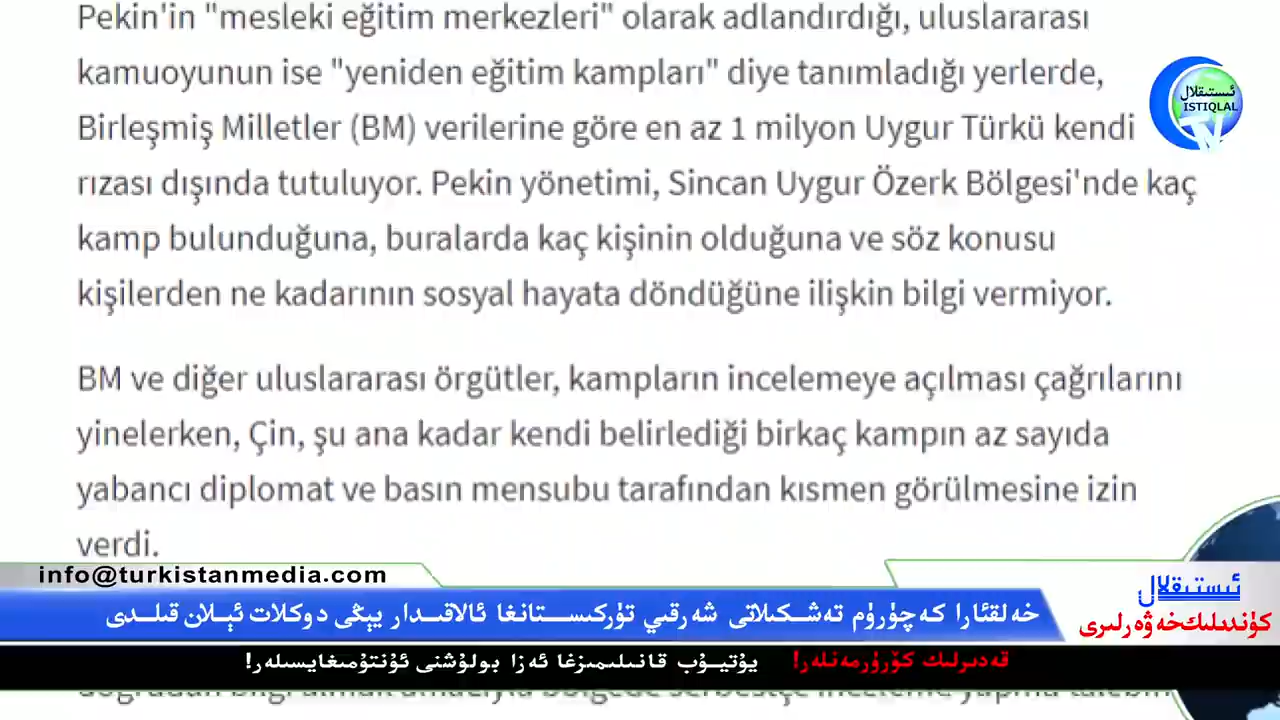 Pekin'in "mesleki eğitim merkezleri" olarak adlandırdığı, uluslararası
kamuoyunun ise "yeniden eğitim kampları" diye tanımladığı yerlerde,
Birleşmiş Milletler (BM) verilerine göre en az 1 milyon Uygur Türkü kendi
rızası dışında tutuluyor. Pekin yönetimi, Sincan Uygur Özerk Bölgesi'nde kaç
kamp bulunduğuna, buralarda kaç kişinin olduğuna ve söz konusu
kişilerden ne kadarının sosyal hayata döndüğüne ilişkin bilgi vermiyor.
BM ve diğer uluslararası örgütler, kampların incelemeye açılması çağrılarını
yinelerken, Çin, şu ana kadar kendi belirlediği birkaç kampın az sayıda
yabancı diplomat ve basın mensubu tarafından kısmen görülmesine izin
verdi.
ئىستىقلال
ISTIQLAL
TV
info@turkistanmedia.com
خەلقئارا كەچۈرۈم تەشكىلاتى شەرقىي تۈركىستانغا ئالاقىدار يېڭى دوكلات ئېلان قىلدى
ئىستىقلال
كۈندىلىك خەۋەرلىرى
قەدىرلىك كۆرۈرمەنلەر! يۇتيۇب قانىلىمىزغا ئەزا بولۇشنى ئۇنتۇمىغايسىلەر!